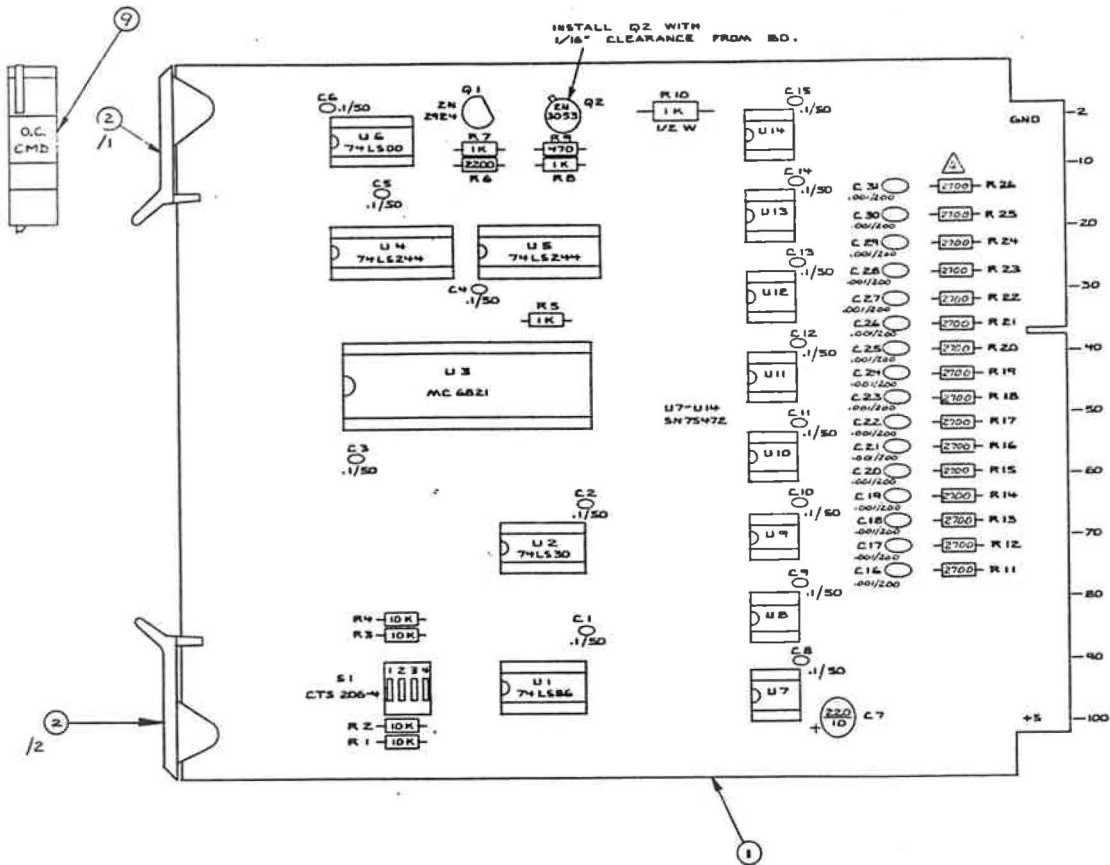 9
INSTALL Q2 WITH
1/16" CLEARANCE FROM BD.
O.C.
CMD
2
/1
C6
.1/50
U6
74LS00
Q1
2N
2924
R7
1K
2200
R6
2N
3053
Q2
R9
470
1K
R8
R10
1K
1/2 W
C15
.1/50
U14
GND
2
10
20
30
40
50
60
70
80
90
100
+5
C5
.1/50
C14
.1/50
U13
4
C31
.001/200
2700
R26
C30
.001/200
2700
R25
C29
.001/200
2700
R24
C28
.001/200
2700
R23
C27
.001/200
2700
R22
C26
.001/200
2700
R21
C25
.001/200
2700
R20
C24
.001/200
2700
R19
C23
.001/200
2700
R18
C22
.001/200
2700
R17
C21
.001/200
2700
R16
C20
.001/200
2700
R15
C19
.001/200
2700
R14
C18
.001/200
2700
R13
C17
.001/200
2700
R12
C16
.001/200
2700
R11
U4
74LS244
U5
74LS244
C4
.1/50
C13
.1/50
U12
R5
1K
U3
MC6821
C12
.1/50
U11
U7-U14
SN75472
C3
.1/50
C11
.1/50
U10
C2
.1/50
U2
74LS30
C10
.1/50
U9
C9
.1/50
U8
R4
10K
R3
10K
C1
.1/50
S1
CTS 206-4
1 2 3 4
U1
74LS86
C8
.1/50
U7
R2
10K
R1
10K
220
10
+
C7
2
/2
1